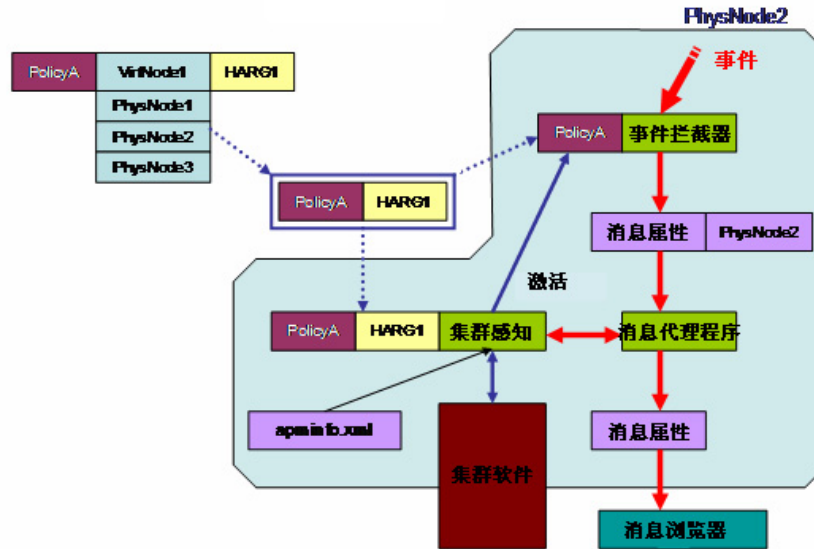 PhysNode2
事件
PolicyA VirtNode1 HARG1
PhysNode1
PhysNode2
PhysNode3
PolicyA 事件拦截器
PolicyA HARG1
消息属性 PhysNode2
激活
PolicyA HARG1 集群感知
消息代理程序
apminfo.xml
消息属性
集群软件
消息浏览器